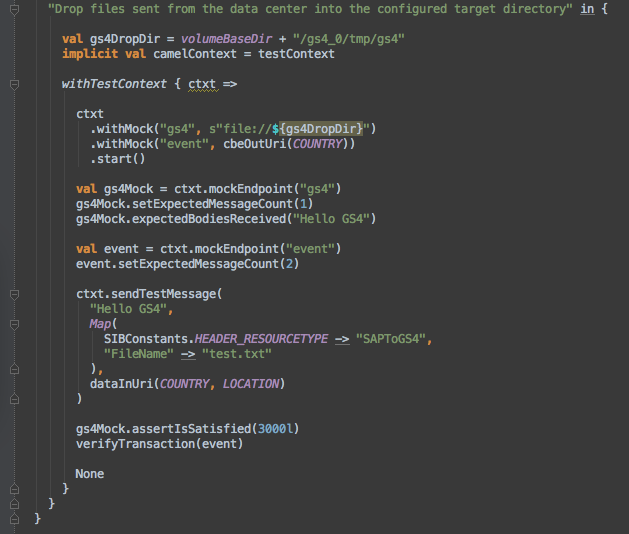 "Drop files sent from the data center into the configured target directory" in {
val gs4DropDir = volumeBaseDir + "/gs4_0/tmp/gs4"
implicit val camelContext = testContext
withTestContext { ctxt =>
ctxt
.withMock("gs4", s"file://${gs4DropDir}")
.withMock("event", cbeOutUri(COUNTRY))
.start()
val gs4Mock = ctxt.mockEndpoint("gs4")
gs4Mock.setExpectedMessageCount(1)
gs4Mock.expectedBodiesReceived("Hello GS4")
val event = ctxt.mockEndpoint("event")
event.setExpectedMessageCount(2)
ctxt.sendTestMessage(
"Hello GS4",
Map(
SIBConstants.HEADER_RESOURCETYPE -> "SAPToGS4",
"FileName" -> "test.txt"
),
dataInUri(COUNTRY, LOCATION)
)
gs4Mock.assertIsSatisfied(3000l)
verifyTransaction(event)
None
}
}
}